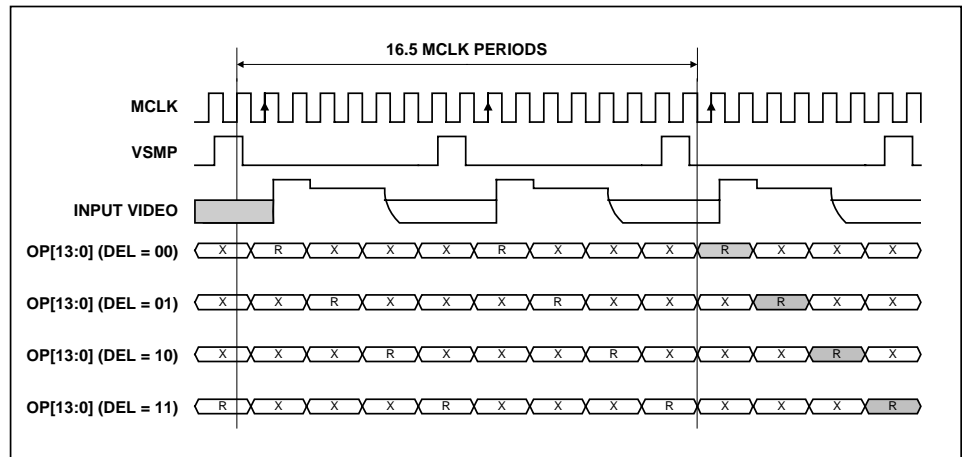 16.5 MCLK PERIODS
MCLK
VSMP
INPUT VIDEO
OP[13:0] (DEL = 00) X R X X X R X X X R X X X
OP[13:0] (DEL = 01) X X R X X X R X X X R X X
OP[13:0] (DEL = 10) X X X R X X X R X X X R X
OP[13:0] (DEL = 11) R X X X R X X X R X X X R